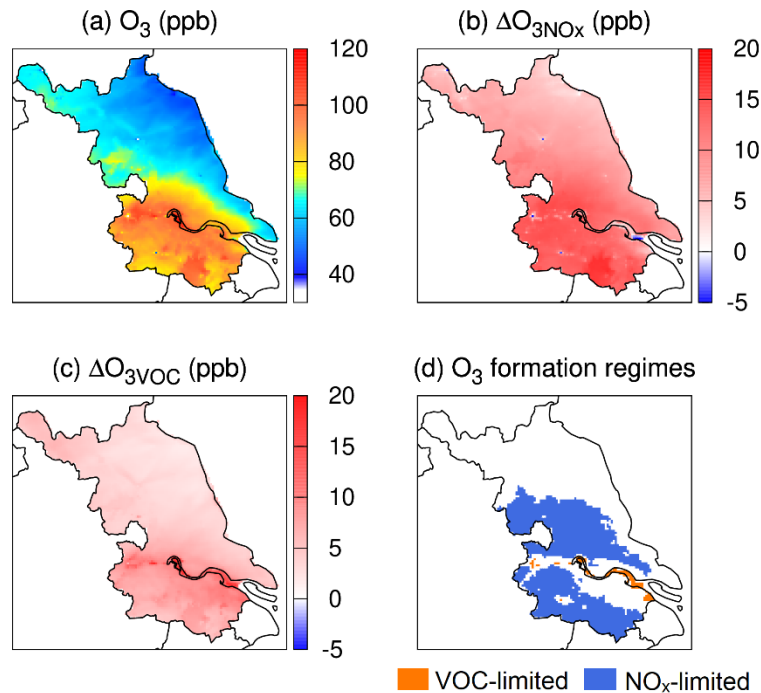 (a) O₃ (ppb)
120
100
80
60
40
(b) ΔO₃NOx (ppb)
20
15
10
5
0
-5
(c) ΔO₃VOC (ppb)
20
15
10
5
0
-5
(d) O₃ formation regimes
VOC-limited
NOₓ-limited